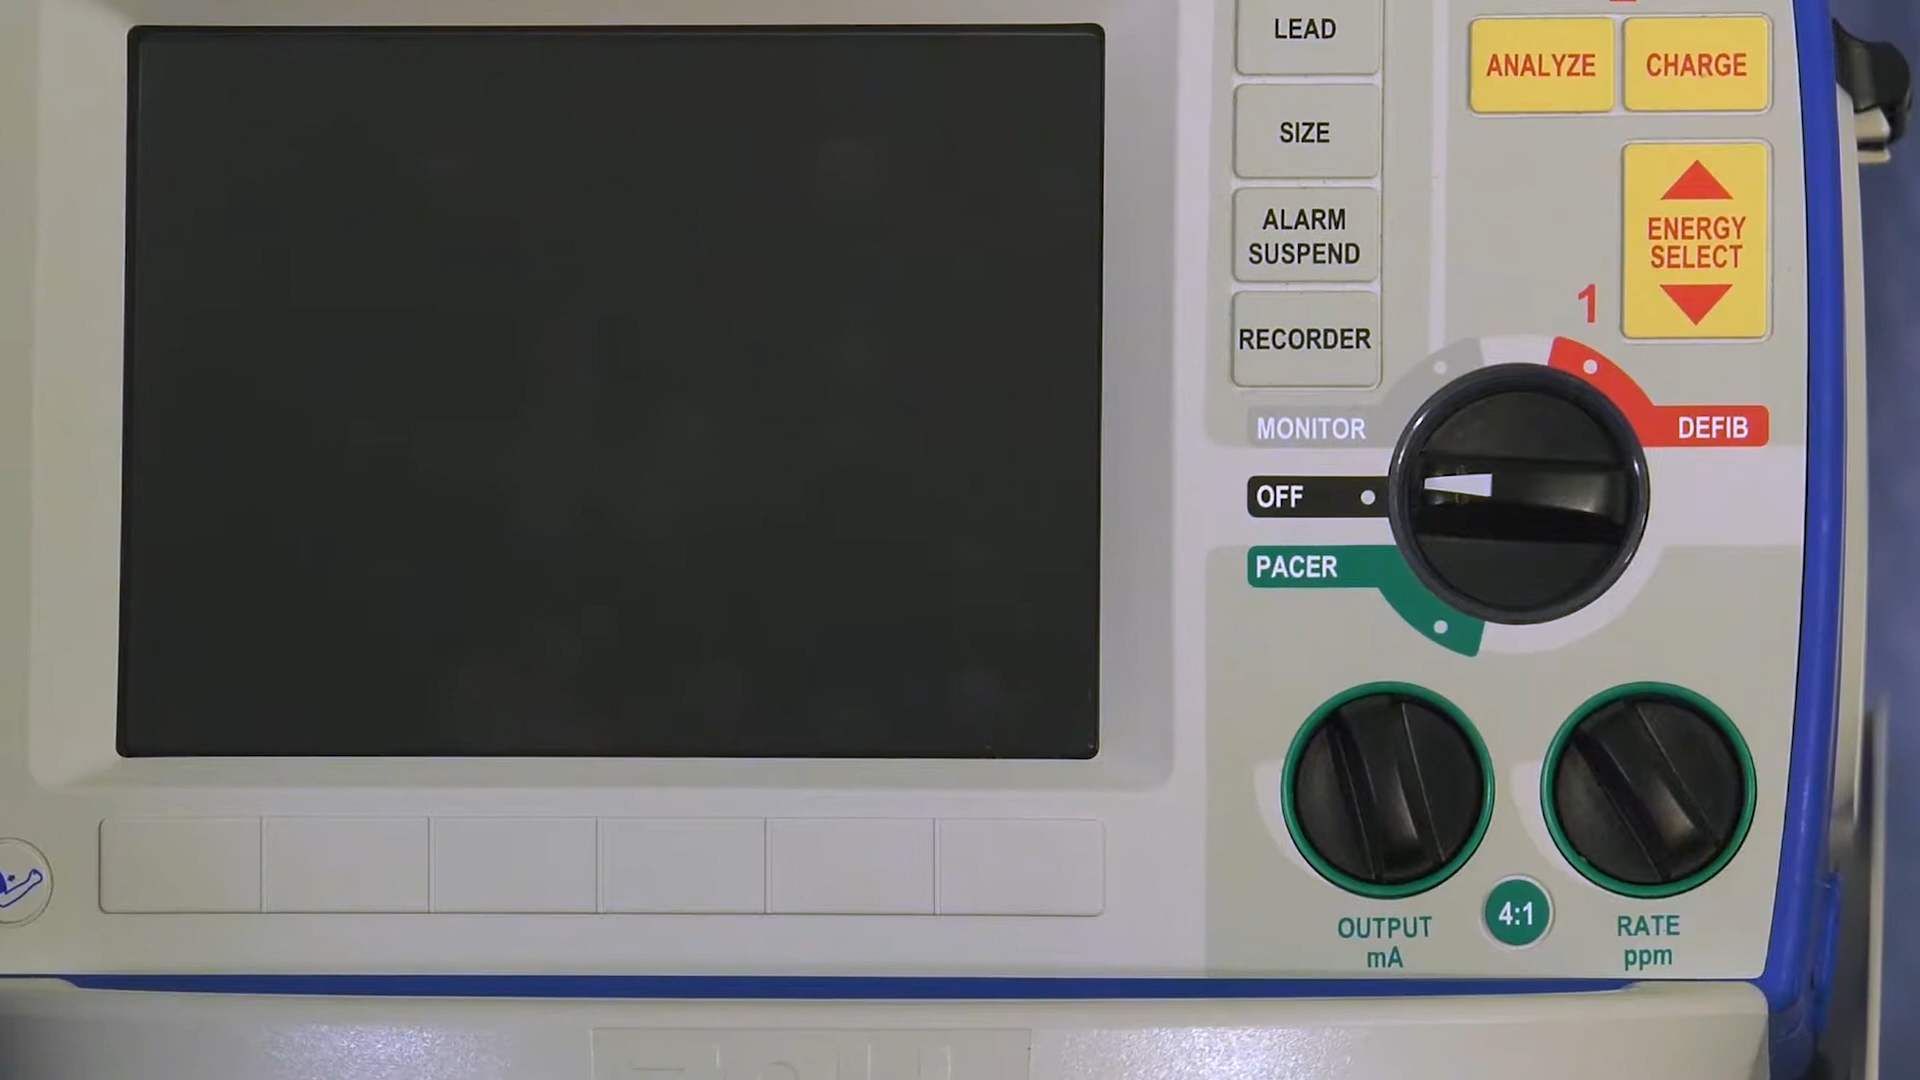 LEAD
SIZE
ALARM
SUSPEND
RECORDER
ANALYZE
CHARGE
ENERGY
SELECT
1
MONITOR
DEFIB
OFF
PACER
OUTPUT
mA
4:1
RATE
ppm